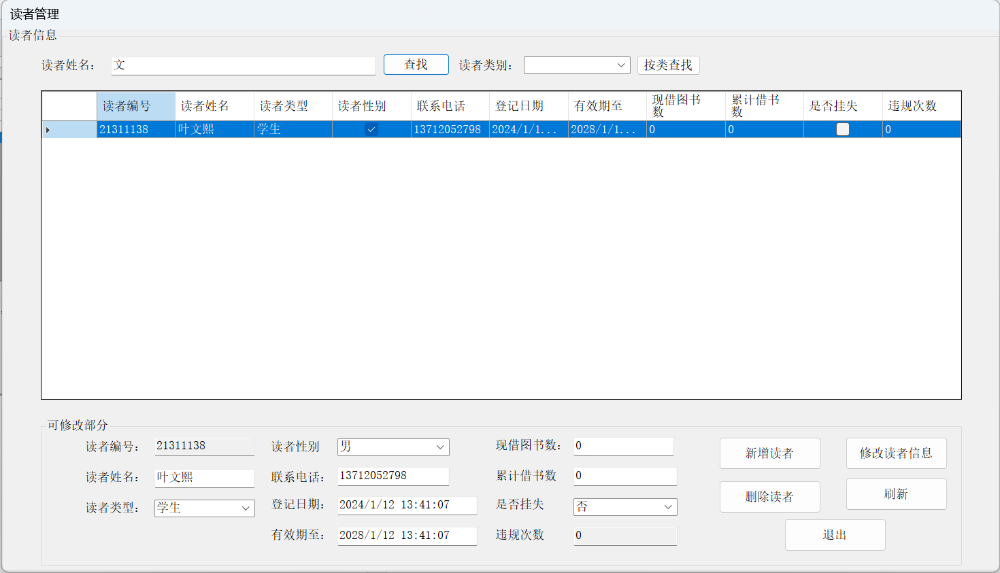 读者管理
读者信息
读者姓名： 文 查找 读者类别： 按类查找
读者编号 读者姓名 读者类型 读者性别 联系电话 登记日期 有效期至 现借图书数 累计借书数 是否挂失 违规次数
21311138 叶文熙 学生 13712052798 2024/1/1... 2028/1/1... 0 0 0
可修改部分
读者编号： 21311138 读者性别 男 现借图书数： 0 新增读者 修改读者信息
读者姓名： 叶文熙 联系电话： 13712052798 累计借书数 0
读者类型： 学生 登记日期： 2024/1/12 13:41:07 是否挂失 否 删除读者 刷新
有效期至： 2028/1/12 13:41:07 违规次数 0 退出